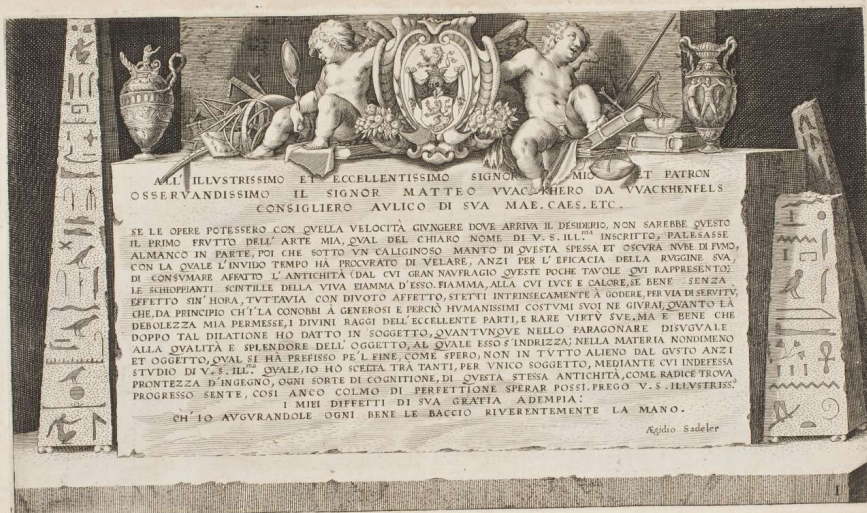 ALL' ILLVSTRISSIMO ET ECCELLENTISSIMO SIGNOR MIO ET PATRON
OSSERVANDISSIMO IL SIGNOR MATTEO VVACKHERO DA VVACKHENFELS
CONSIGLIERO AVLICO DI SVA MAE. CAES. ETC.
SE LE OPERE POTESSERO CON QVELLA VELOCITÀ GIVNGERE DOVE ARRIVA IL DESIDERIO, NON SAREBBE QVESTO
IL PRIMO FRVTTO DELL' ARTE MIA, QVAL DEL CHIARO NOME DI V. S. ILL.ma INSCRITTO, PALESASSE
ALMANCO IN PARTE, POI CHE SOTTO VN CALIGINOSO MANTO DI QVESTA SPESSA ET OSCVRA NVBE DI FVMO,
CON LA QVALE L'INVIDO TEMPO HÀ PROCVRATO DI VELARE, ANZI PER L'EFICACIA DELLA RVGGINE SVA,
DI CONSVMARE AFFATTO L'ANTICHITÀ (DAL CVI GRAN NAVFRAGIO QVESTE POCHE TAVOLE QVI RAPPRESENTO)
LE SCHIOPPIANTI SCINTILLE DELLA VIVA FIAMMA D'ESSO. FIAMMA, ALLA CVI LVCE E CALORE, SE BENE SENZA
EFFETTO SIN' HORA, TVTTAVIA CON DIVOTO AFFETTO, STETTI INTRINSECAMENTE À GODERE, PER VIA DI SERVITV,
CHE, DA PRINCIPIO CH'I'LA CONOBBI À GENEROSI E PERCIÒ HVMANISSIMI COSTVMI SVOI NE GIVRAI, QVANTO LA
DEBOLEZZA MIA PERMESSE, I DIVINI RAGGI DELL'ECCELLENTE PARTI, E RARE VIRTÙ SVE. MA E BENE CHE
DOPPO TAL DILATIONE HO DATTO IN SOGGETTO, QVANTVNQVE NELLO PARAGONARE DISVGVALE
ALLA QVALITÀ E SPLENDORE DELL' OGGETTO, AL QVALE ESSO S'INDRIZZA; NELLA MATERIA NONDIMENO
ET OGGETTO, QVAL SI HÀ PREFISSO PE'L FINE, COME SPERO, NON IN TVTTO ALIENO DAL GVSTO ANZI
STVDIO DI V. S. ILL.ma QVALE, IO HÒ SCELTA TRÀ TANTI, PER VNICO SOGGETTO, MEDIANTE CVI INDEFESSA
PRONTEZZA D'INGEGNO, OGNI SORTE DI COGNITIONE, DI QVESTA STESSA ANTICHITÀ, COME RADICE TROVA
PROGRESSO SENTE, COSI ANCO COLMO DI PERFETTIONE SPERAR POSSI. PREGO V. S. ILLVSTRISS.a
I MIEI DIFFETTI DI SVA GRATIA ADEMPIA:
CH'IO AVGVRANDOLE OGNI BENE LE BACCIO RIVERENTEMENTE LA MANO.
Ægidio Sadeler
1